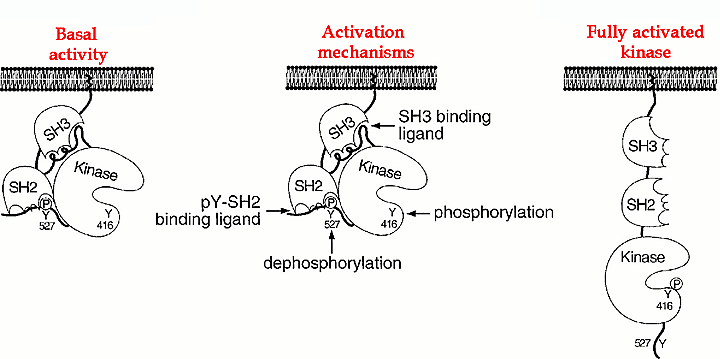 Basal
activity
SH3
SH2
Kinase
P
Y
527
Y
416
Activation
mechanisms
SH3
SH3 binding
ligand
SH2
Kinase
pY-SH2
binding ligand
P
Y
527
Y
416
phosphorylation
dephosphorylation
Fully activated
kinase
SH3
SH2
Kinase
P
Y
416
527
Y